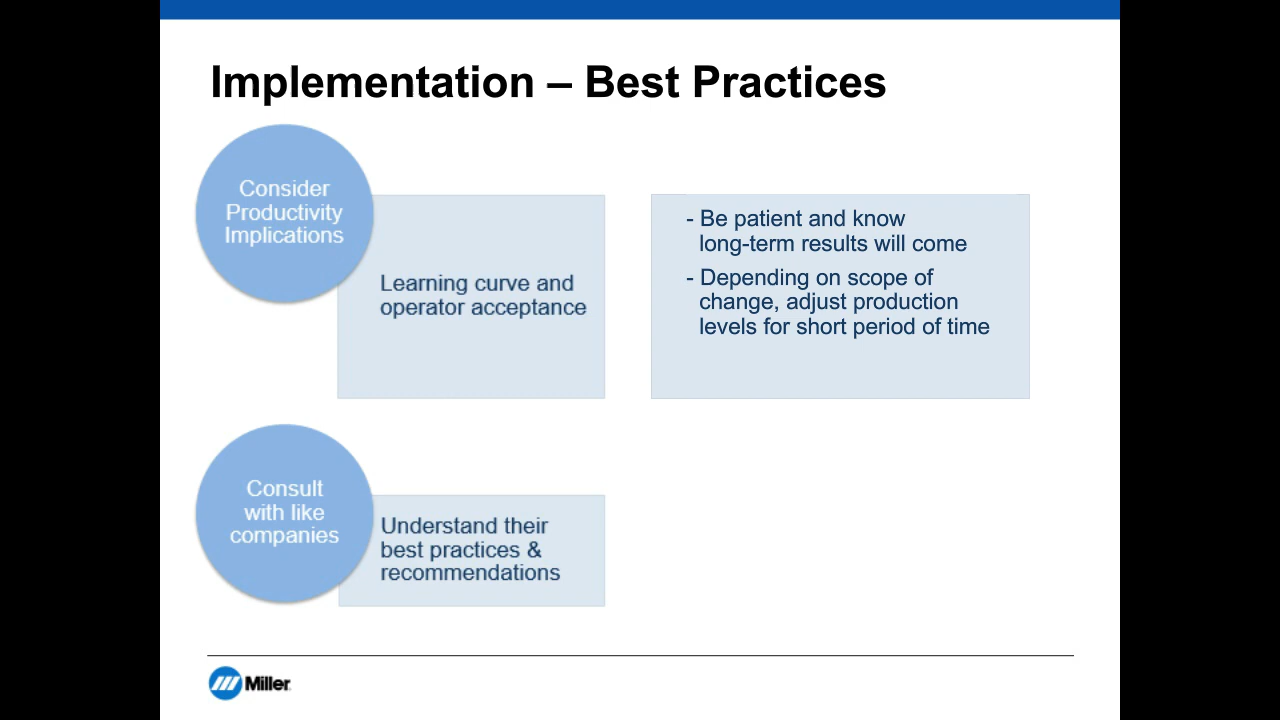 Implementation – Best Practices
Consider
Productivity
Implications
Learning curve and
operator acceptance
- Be patient and know
long-term results will come
- Depending on scope of
change, adjust production
levels for short period of time
Consult
with like
companies
Understand their
best practices &
recommendations
Miller